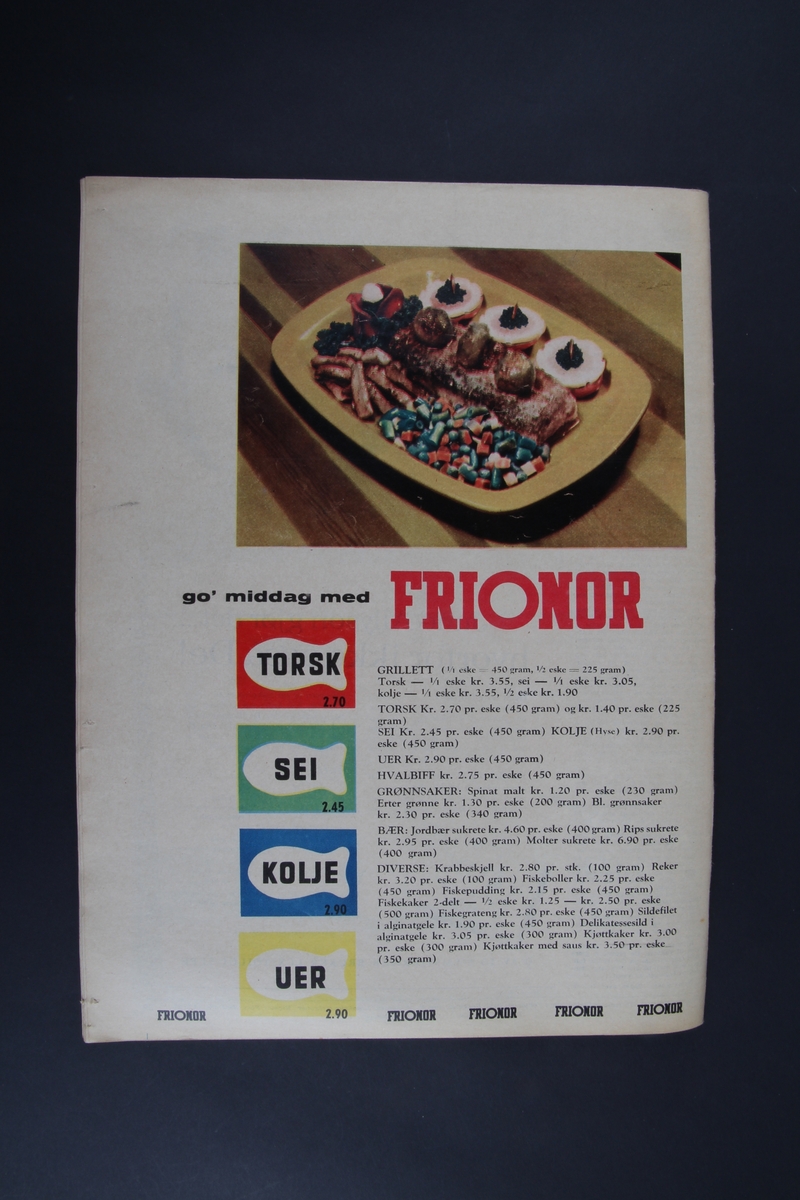 go' middag med FRIONOR
TORSK
2.70
SEI
2.45
KOLJE
2.90
UER
2.90
GRILLETT (¹/1 eske = 450 gram, ½ eske = 225 gram)
Torsk — ¹/1 eske kr. 3.55, sei — ¹/1 eske kr. 3.05,
kolje — ¹/1 eske kr. 3.55, ½ eske kr. 1.90
TORSK Kr. 2.70 pr. eske (450 gram) og kr. 1.40 pr. eske (225
gram)
SEI Kr. 2.45 pr. eske (450 gram) KOLJE (Hyse) kr. 2.90 pr.
eske (450 gram)
UER Kr. 2.90 pr. eske (450 gram)
HVALBIFF kr. 2.75 pr. eske (450 gram)
GRØNNSAKER: Spinat malt kr. 1.20 pr. eske (230 gram)
Erter grønne kr. 1.30 pr. eske (200 gram) Bl. grønnsaker
kr. 2.30 pr. eske (340 gram)
BÆR: Jordbær sukrete kr. 4.60 pr. eske (400 gram) Rips sukrete
kr. 2.95 pr. eske (400 gram) Molter sukrete kr. 6.90 pr. eske
(400 gram)
DIVERSE: Krabbeskjell kr. 2.80 pr. stk. (100 gram) Reker
kr. 3.20 pr. eske (100 gram) Fiskeboller kr. 2.25 pr. eske
(450 gram) Fiskepudding kr. 2.15 pr. eske (450 gram)
Fiskekaker 2-delt — ½ eske kr. 1.25 — kr. 2.50 pr. eske
(500 gram) Fiskegrateng kr. 2.80 pr. eske (450 gram) Sildefilet
i alginatgele kr. 1.90 pr. eske (450 gram) Delikatessesild i
alginatgele kr. 3.05 pr. eske (300 gram) Kjøttkaker kr. 3.00
pr. eske (300 gram) Kjøttkaker med saus kr. 3.50 pr. eske
(350 gram)
FRIONOR FRIONOR FRIONOR FRIONOR FRIONOR